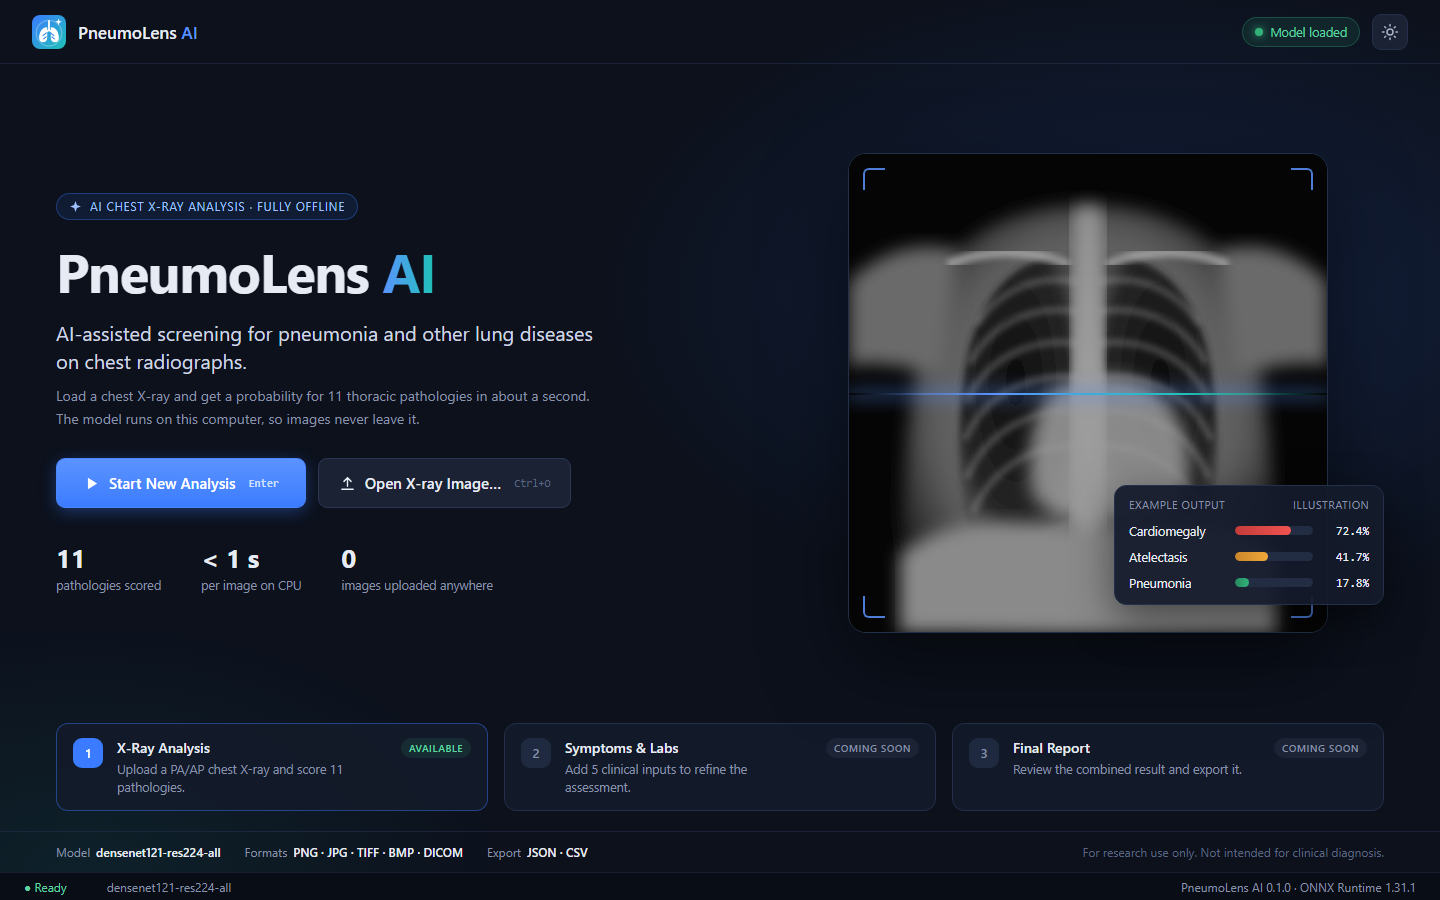 PneumoLens AI
Model loaded
AI CHEST X-RAY ANALYSIS · FULLY OFFLINE
PneumoLens AI
AI-assisted screening for pneumonia and other lung diseases
on chest radiographs.
Load a chest X-ray and get a probability for 11 thoracic pathologies in about a second.
The model runs on this computer, so images never leave it.
Start New Analysis Enter
Open X-ray Image... Ctrl+O
11
pathologies scored
< 1 s
per image on CPU
0
images uploaded anywhere
EXAMPLE OUTPUT ILLUSTRATION
Cardiomegaly 72.4%
Atelectasis 41.7%
Pneumonia 17.8%
1
X-Ray Analysis
AVAILABLE
Upload a PA/AP chest X-ray and score 11
pathologies.
2
Symptoms & Labs
COMING SOON
Add 5 clinical inputs to refine the
assessment.
3
Final Report
COMING SOON
Review the combined result and export it.
Model densenet121-res224-all Formats PNG · JPG · TIFF · BMP · DICOM Export JSON · CSV
For research use only. Not intended for clinical diagnosis.
Ready densenet121-res224-all
PneumoLens AI 0.1.0 · ONNX Runtime 1.31.1